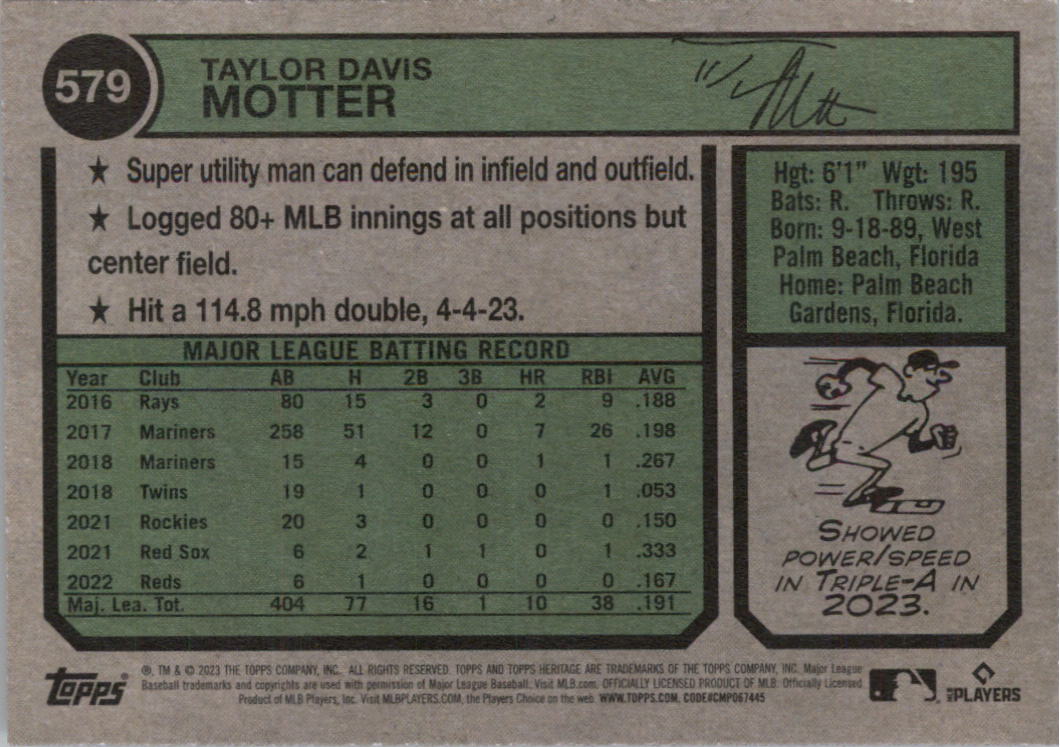 579
TAYLOR DAVIS
MOTTER
★ Super utility man can defend in infield and outfield.
★ Logged 80+ MLB innings at all positions but
center field.
★ Hit a 114.8 mph double, 4-4-23.
Hgt: 6'1" Wgt: 195
Bats: R. Throws: R.
Born: 9-18-89, West
Palm Beach, Florida
Home: Palm Beach
Gardens, Florida.
MAJOR LEAGUE BATTING RECORD
Year Club AB H 2B 3B HR RBI AVG
2016 Rays 80 15 3 0 2 9 .188
2017 Mariners 258 51 12 0 7 26 .198
2018 Mariners 15 4 0 0 1 1 .267
2018 Twins 19 1 0 0 0 1 .053
2021 Rockies 20 3 0 0 0 0 .150
2021 Red Sox 6 2 1 1 0 1 .333
2022 Reds 6 1 0 0 0 0 .167
Maj. Lea. Tot. 404 77 16 1 10 38 .191
SHOWED
POWER/SPEED
IN TRIPLE-A IN
2023.
Topps
®, TM & © 2023 THE TOPPS COMPANY, INC. ALL RIGHTS RESERVED. TOPPS AND TOPPS HERITAGE ARE TRADEMARKS OF THE TOPPS COMPANY, INC. Major League
Baseball trademarks and copyrights are used with permission of Major League Baseball. Visit MLB.com. OFFICIALLY LICENSED PRODUCT OF MLB. Officially Licensed
Product of MLB Players, Inc. Visit MLBPLAYERS.COM, the Players Choice on the web. WWW.TOPPS.COM. CODE#CMP067445
PLAYERS